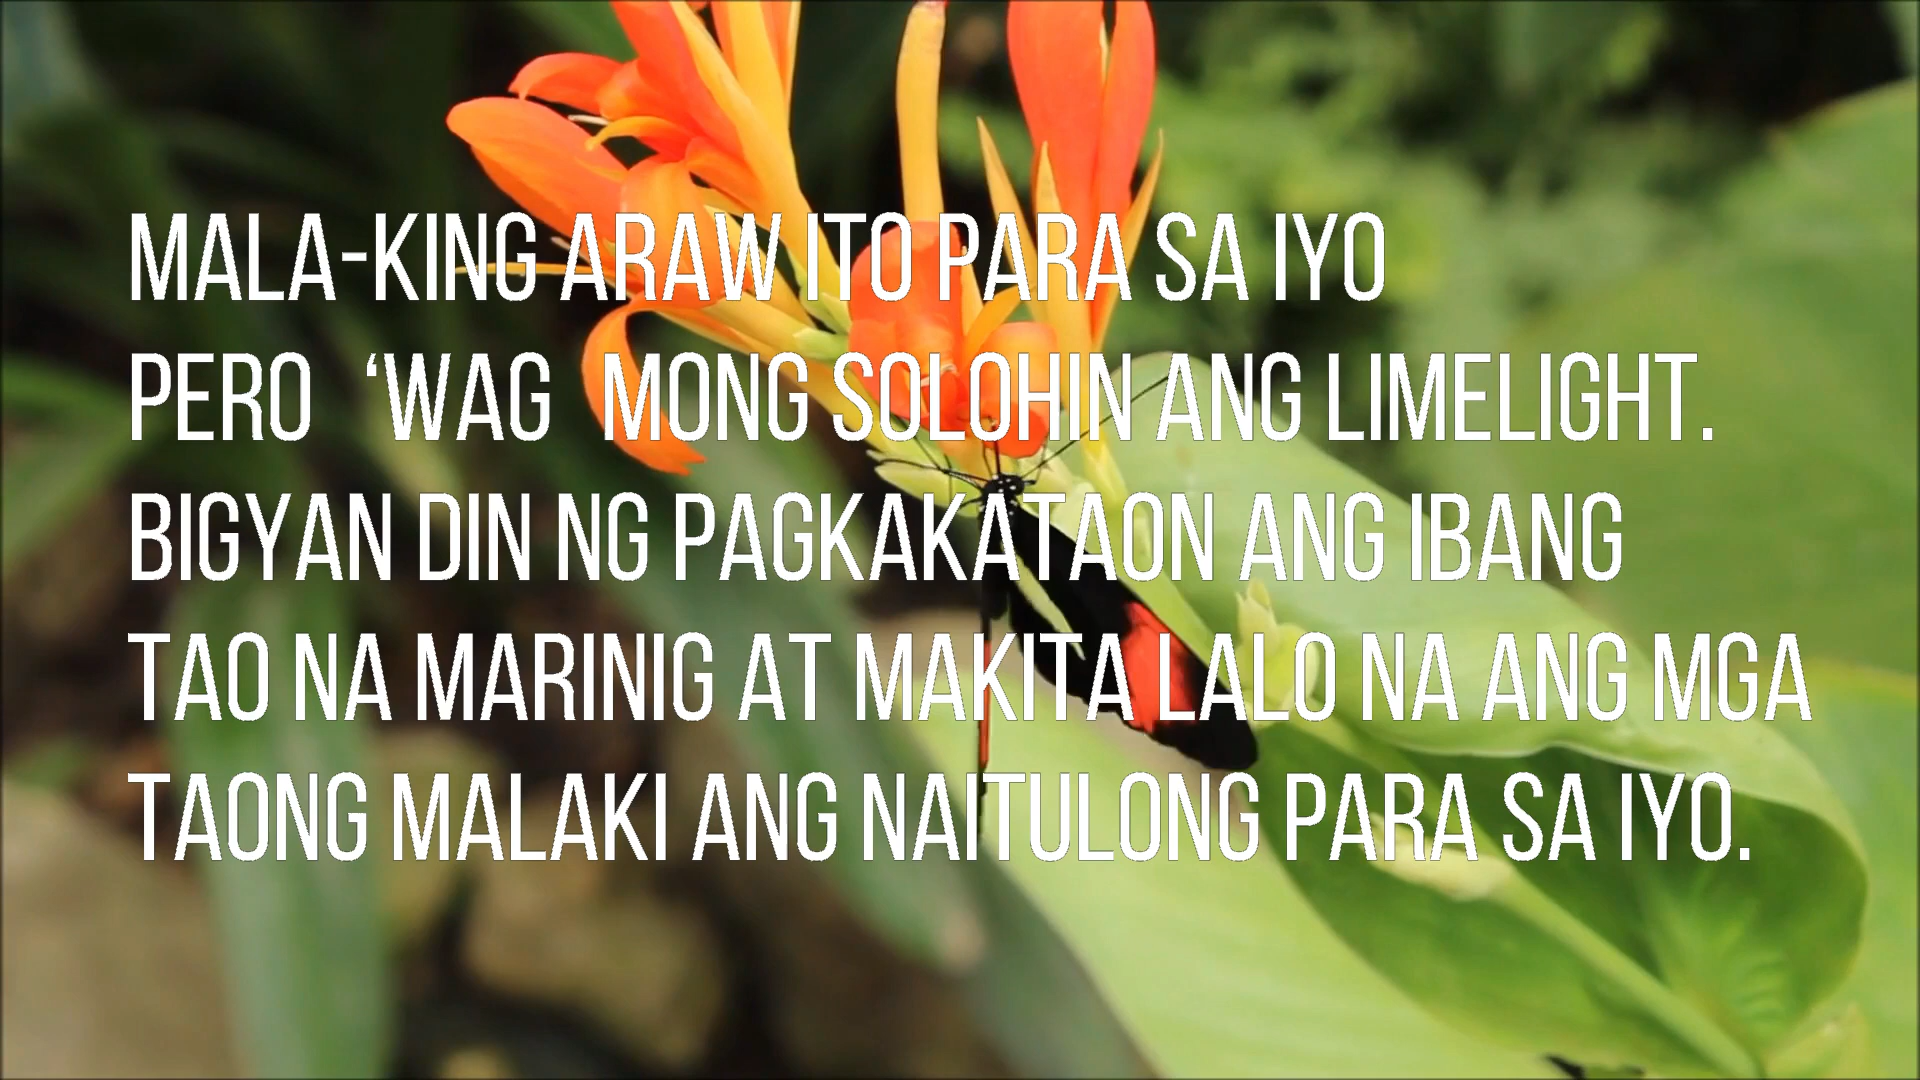 MALA-KING ARAW ITO PARA SA IYO
PERO ‘WAG MONG SOLOHIN ANG LIMELIGHT.
BIGYAN DIN NG PAGKAKATAON ANG IBANG
TAO NA MARINIG AT MAKITA LALO NA ANG MGA
TAONG MALAKI ANG NAITULONG PARA SA IYO.